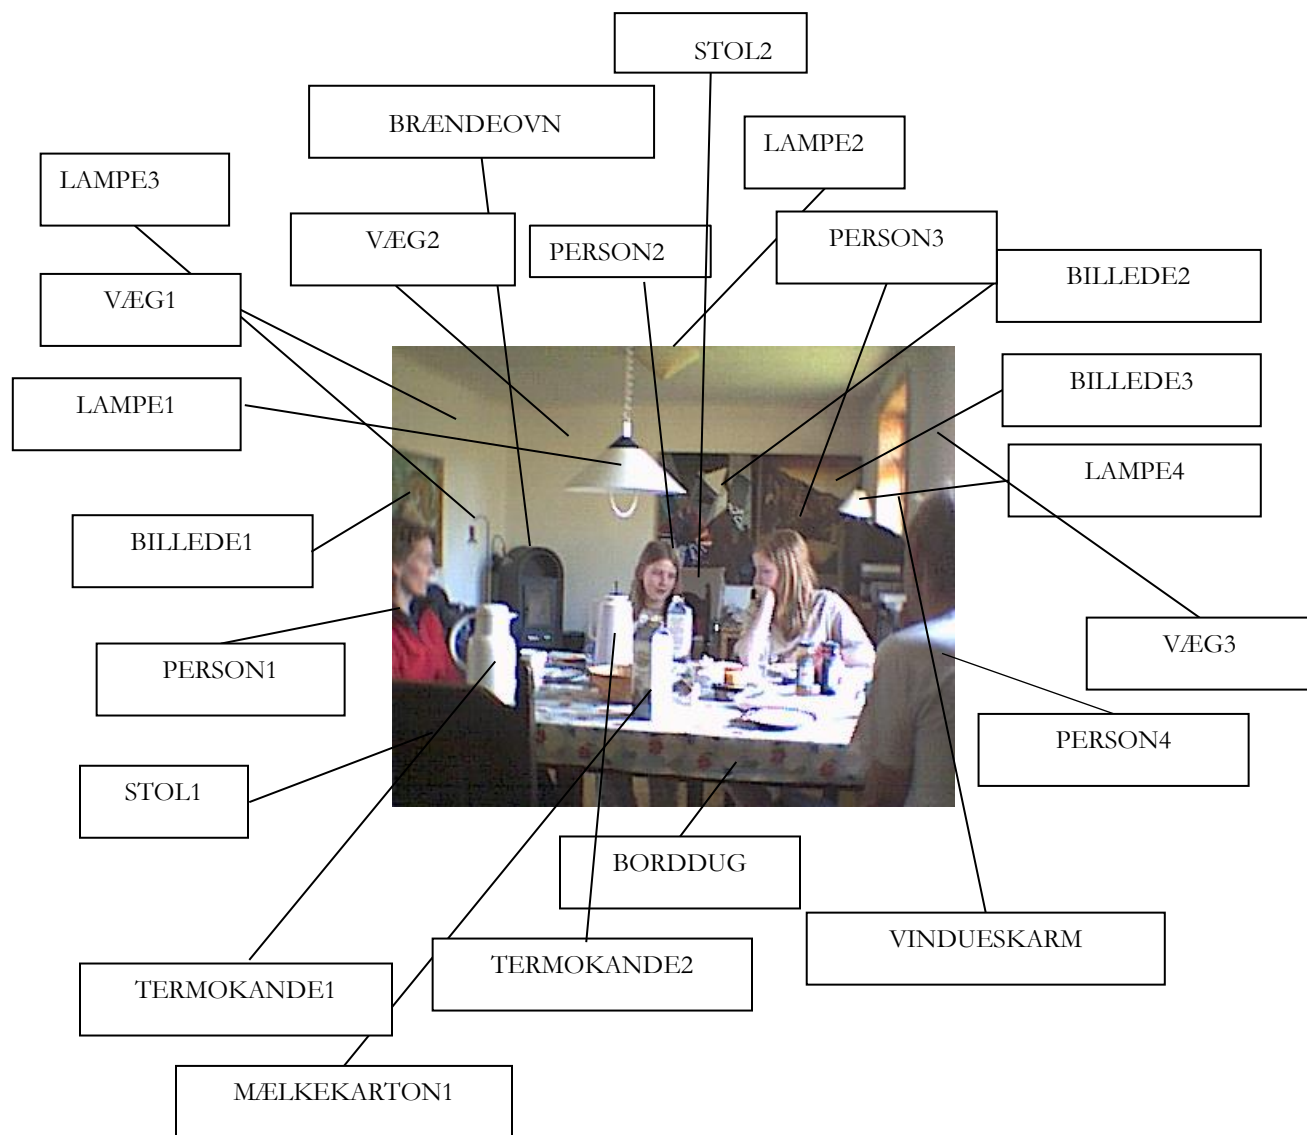 STOL2
BRÆNDEOVN
LAMPE2
LAMPE3
VÆG2
PERSON2
PERSON3
BILLEDE2
VÆG1
BILLEDE3
LAMPE1
LAMPE4
BILLEDE1
VÆG3
PERSON1
PERSON4
STOL1
BORDDUG
VINDUESKARM
TERMOKANDE2
TERMOKANDE1
MÆLKEKARTON1